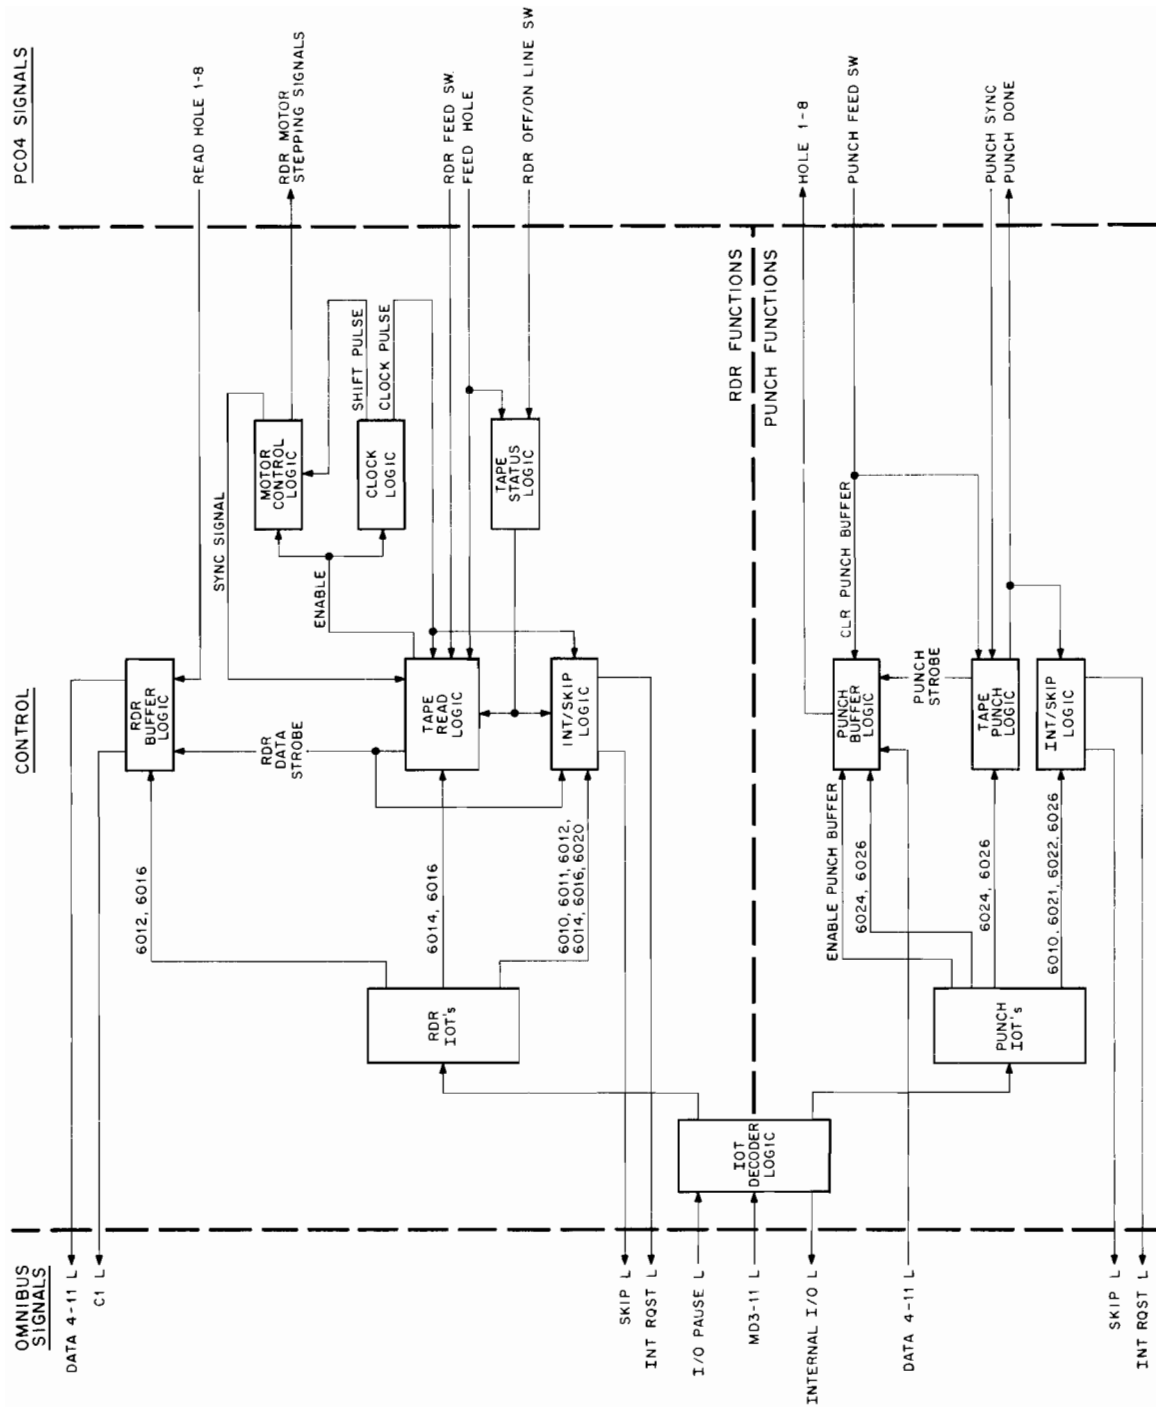 OMNIBUS
SIGNALS
CONTROL
PC04 SIGNALS
DATA 4-11 L
C1 L
SKIP L
INT RQST L
I/O PAUSE L
MD3-11 L
INTERNAL I/O L
DATA 4-11 L
SKIP L
INT RQST L
IOT
DECODER
LOGIC
RDR
IOT's
PUNCH
IOT's
6012, 6016
6014, 6016
6010, 6011, 6012,
6014, 6016, 6020
ENABLE PUNCH BUFFER
6024, 6026
6024, 6026
6010, 6021, 6022, 6026
RDR
BUFFER
LOGIC
RDR
DATA
STROBE
TAPE
READ
LOGIC
INT/SKIP
LOGIC
PUNCH
BUFFER
LOGIC
PUNCH
STROBE
TAPE
PUNCH
LOGIC
INT/SKIP
LOGIC
SYNC SIGNAL
ENABLE
CLR PUNCH BUFFER
MOTOR
CONTROL
LOGIC
CLOCK
LOGIC
TAPE
STATUS
LOGIC
SHIFT PULSE
CLOCK PULSE
RDR FUNCTIONS
PUNCH FUNCTIONS
READ HOLE 1-8
RDR MOTOR
STEPPING SIGNALS
RDR FEED SW.
FEED HOLE
RDR OFF/ON LINE SW
HOLE 1-8
PUNCH FEED SW
PUNCH SYNC
PUNCH DONE